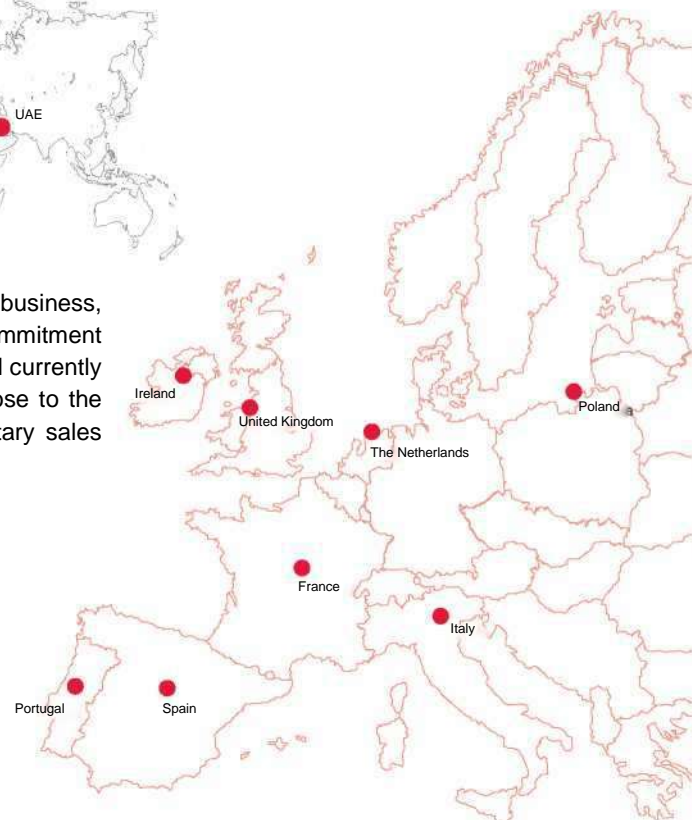 UAE
business,
mmitment
currently
ose to the
tary sales
Ireland
United Kingdom
The Netherlands
Poland
France
Italy
Portugal
Spain